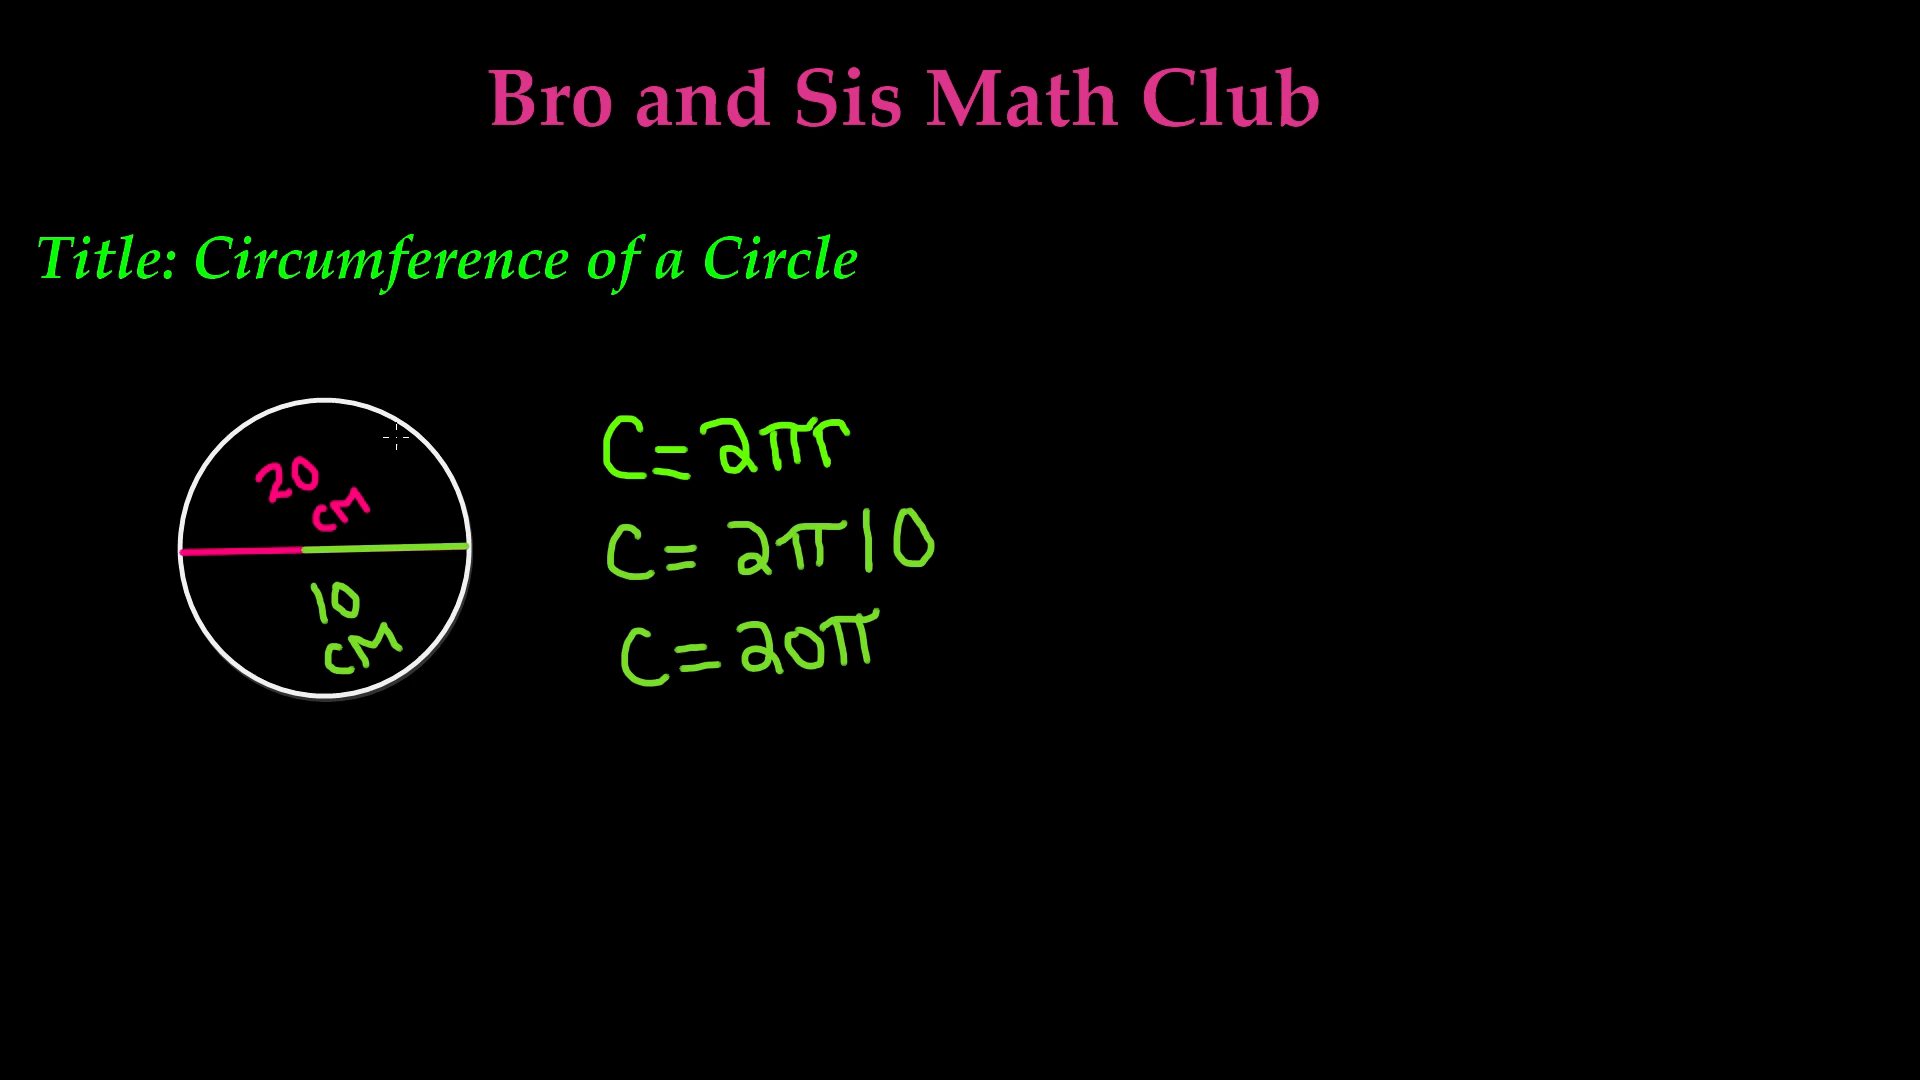 Bro and Sis Math Club
Title: Circumference of a Circle
20
cm
10
cm
C=2πr
C=2π10
C=20π